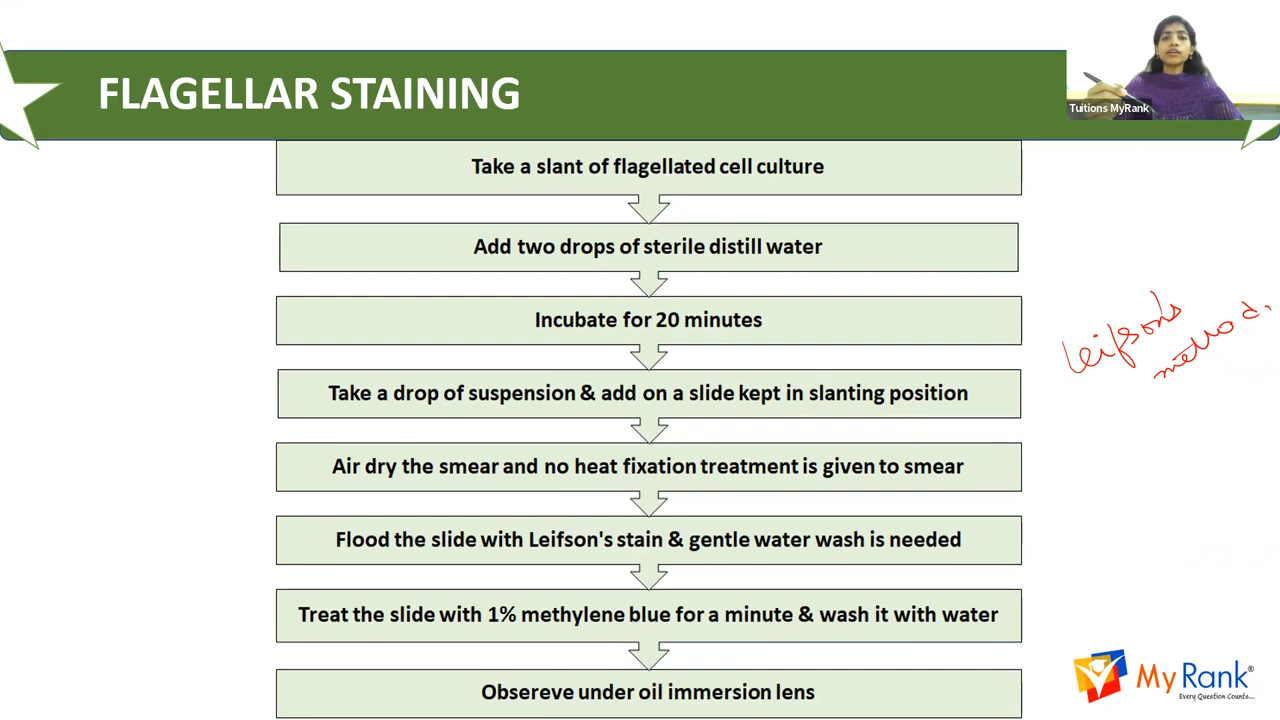 FLAGELLAR STAINING
Tuitions MyRank
Take a slant of flagellated cell culture
Add two drops of sterile distill water
Incubate for 20 minutes
Take a drop of suspension & add on a slide kept in slanting position
Air dry the smear and no heat fixation treatment is given to smear
Flood the slide with Leifson's stain & gentle water wash is needed
Treat the slide with 1% methylene blue for a minute & wash it with water
Obsereve under oil immersion lens
Leifson's
method.
MyRank®
Every Question Counts...